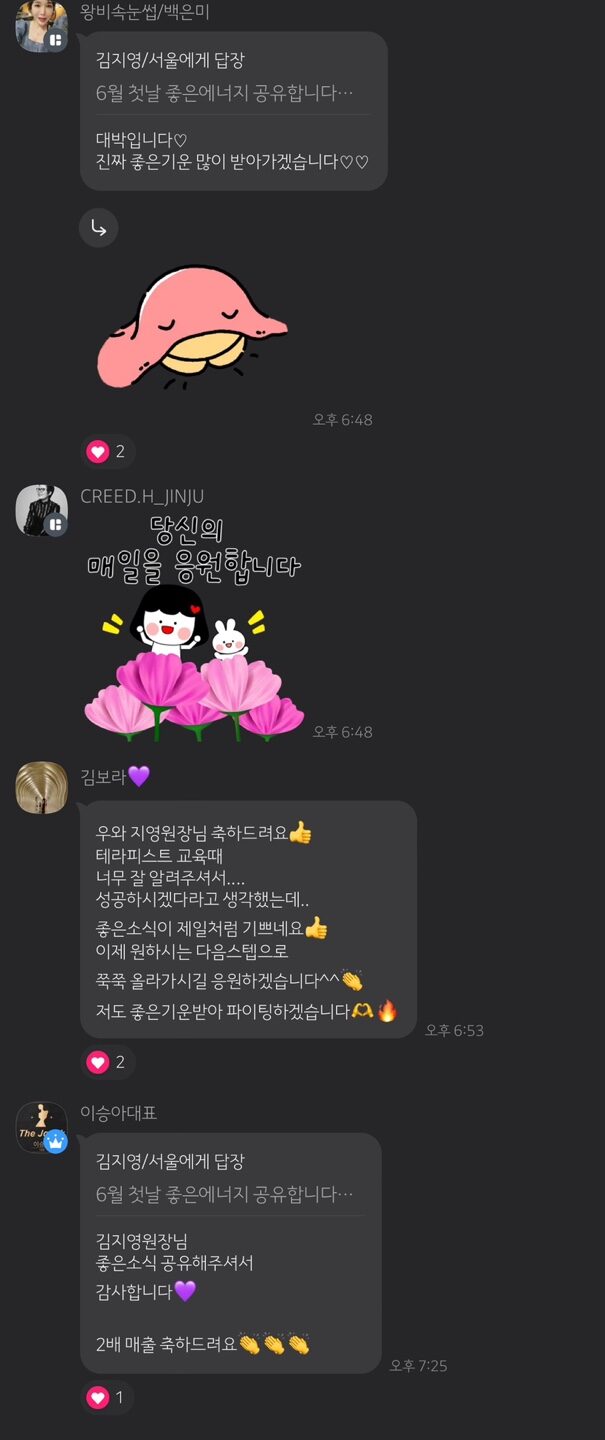 왕비속눈썹/백은미
김지영/서울에게 답장
6월 첫날 좋은에너지 공유합니다…
대박입니다♡
진짜 좋은기운 많이 받아가겠습니다♡♡
오후 6:48
2
CREED.H_JINJU
당신의
매일을 응원합니다
오후 6:48
김보라💜
우와 지영원장님 축하드려요👍
테라피스트 교육때
너무 잘 알려주셔서....
성공하시겠다라고 생각했는데..
좋은소식이 제일처럼 기쁘네요👍
이제 원하시는 다음스텝으로
쭉쭉 올라가시길 응원하겠습니다^^👏
저도 좋은기운받아 파이팅하겠습니다🫶🔥
오후 6:53
2
이승아대표
김지영/서울에게 답장
6월 첫날 좋은에너지 공유합니다…
김지영원장님
좋은소식 공유해주셔서
감사합니다💜
2배 매출 축하드려요👏👏👏
오후 7:25
1